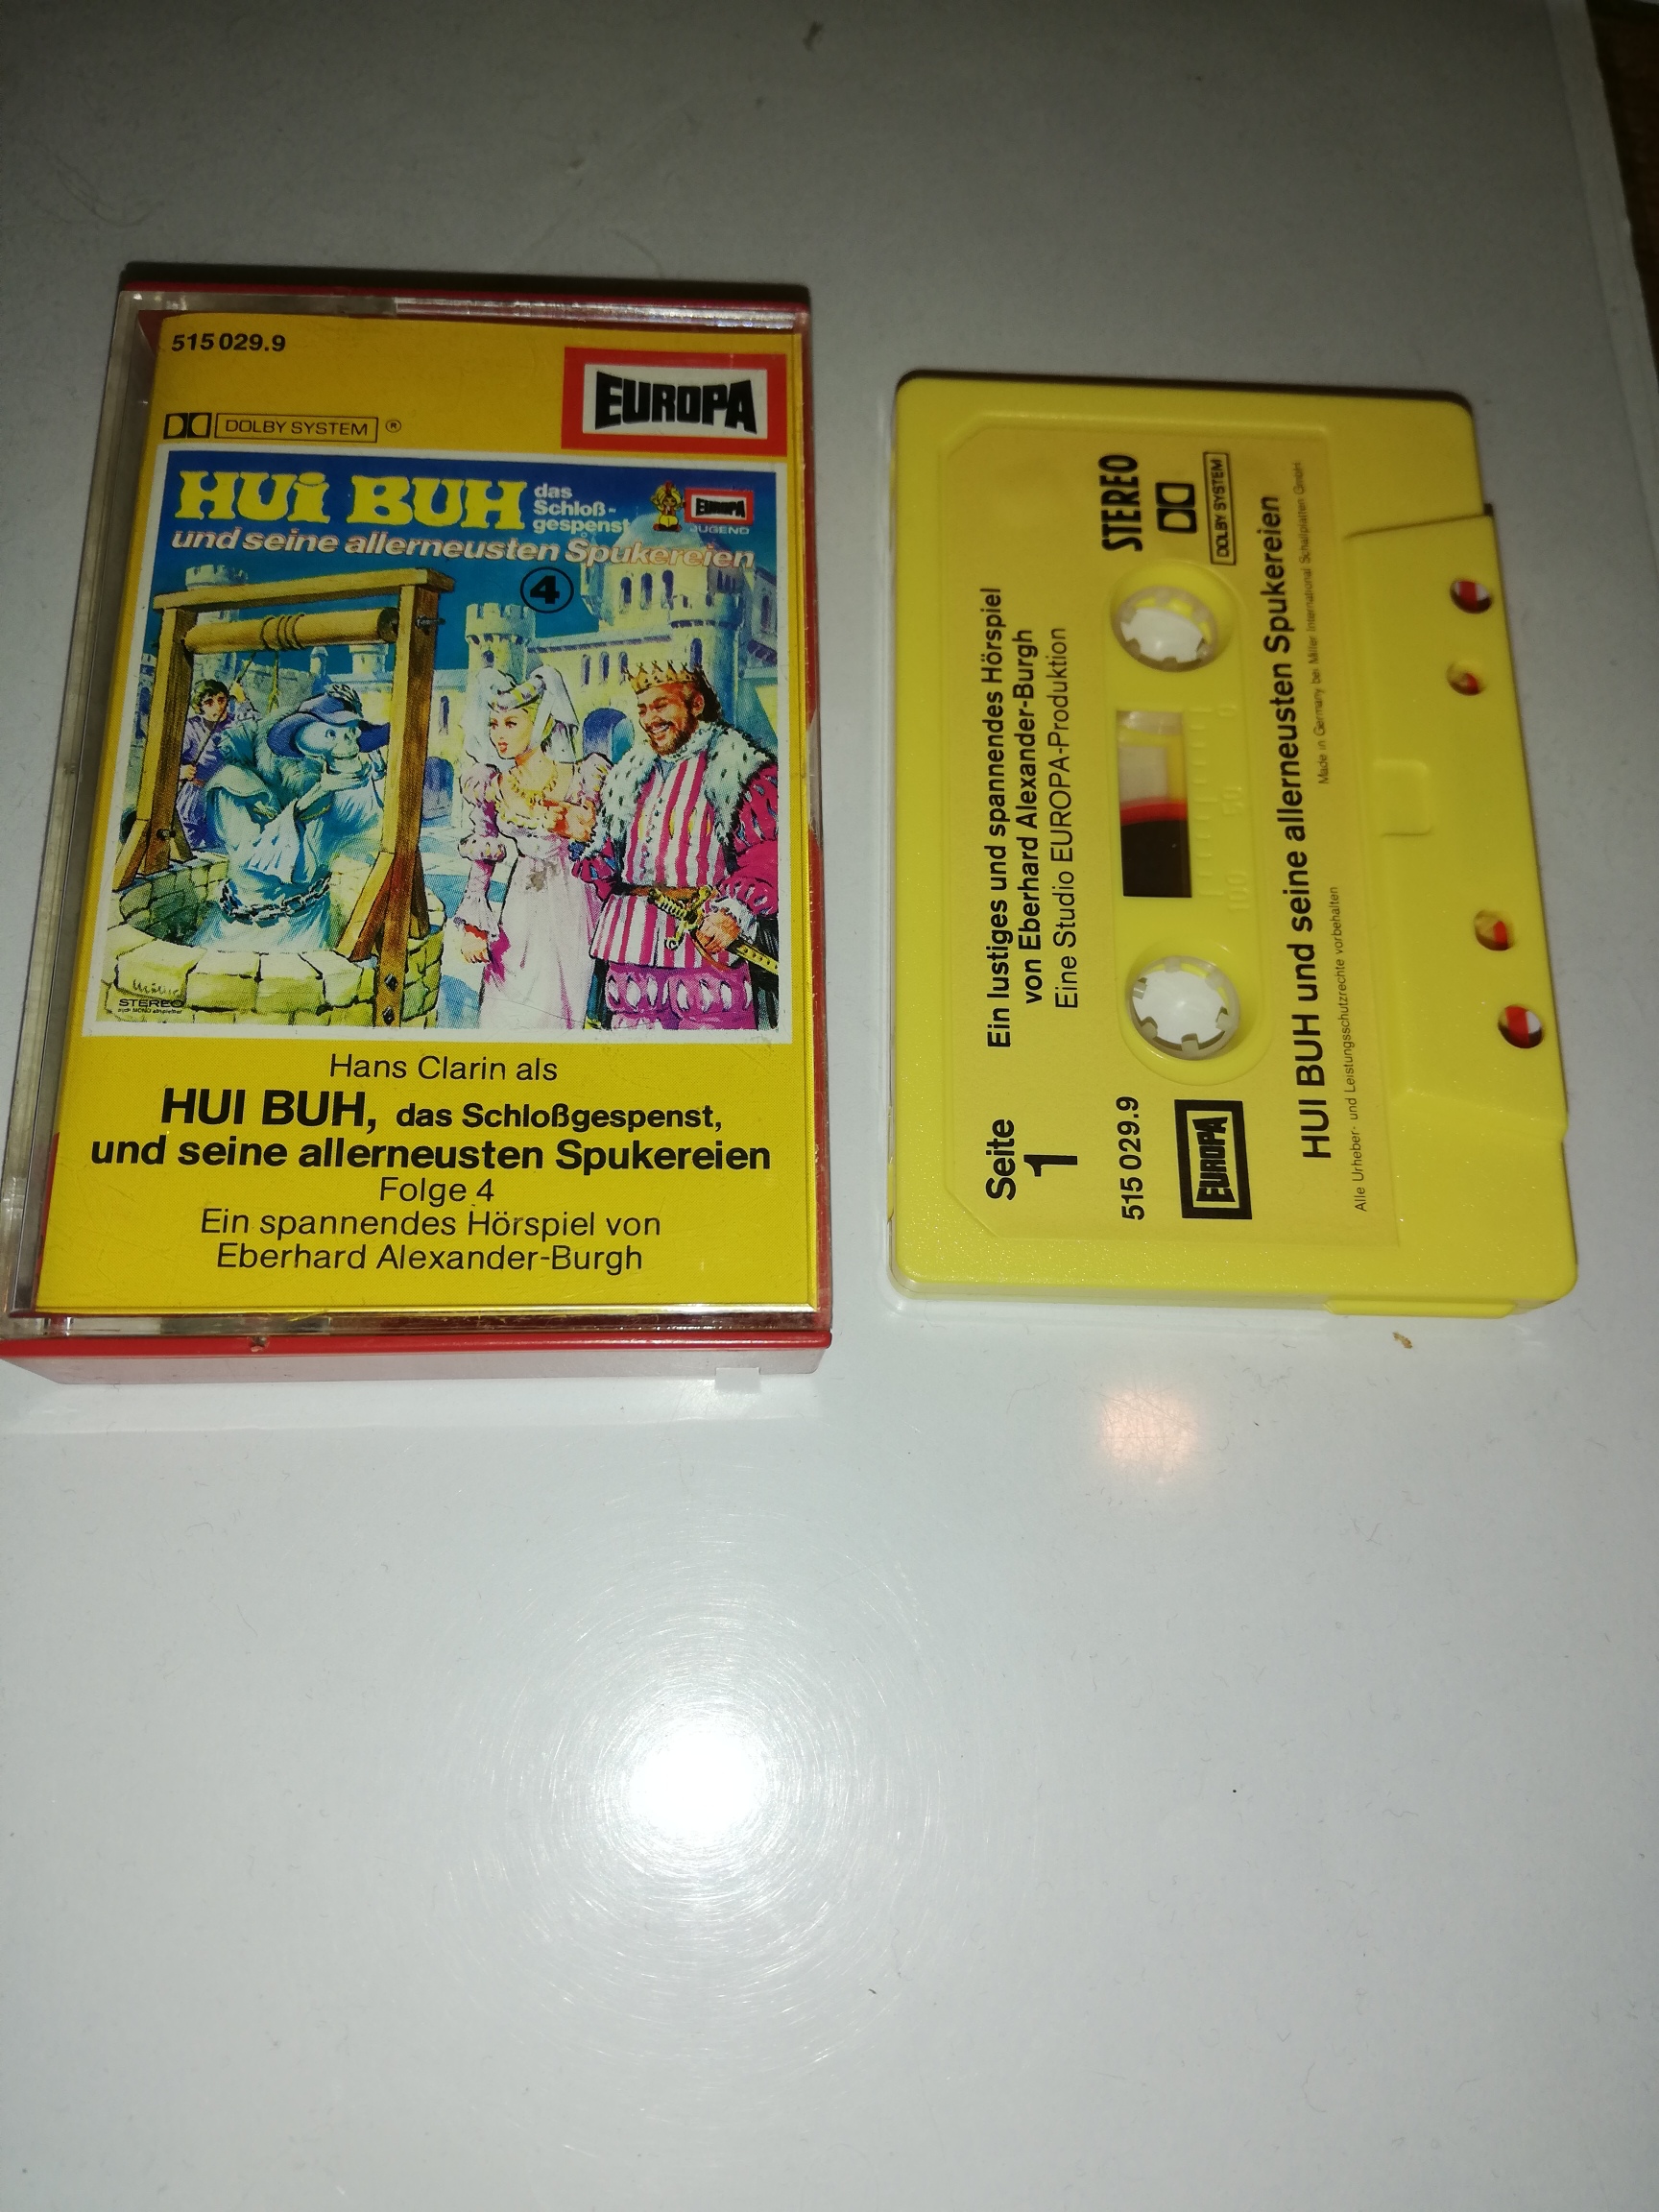 515 029.9
EUROPA
DOLBY SYSTEM ®
HUi BUH das
Schloß-
gespenst
EUROPA
JUGEND
und seine allerneusten Spukereien
4
STEREO
Hans Clarin als
HUI BUH, das Schloßgespenst,
und seine allerneusten Spukereien
Folge 4
Ein spannendes Hörspiel von
Eberhard Alexander-Burgh
Seite
1
Ein lustiges und spannendes Hörspiel
von Eberhard Alexander-Burgh
Eine Studio EUROPA-Produktion
515 029.9
STEREO
EUROPA
DOLBY SYSTEM
100 50 0
HUI BUH und seine allerneusten Spukereien
Alle Urheber- und Leistungsschutzrechte vorbehalten
Made in Germany bei Miller International Schallplatten GmbH